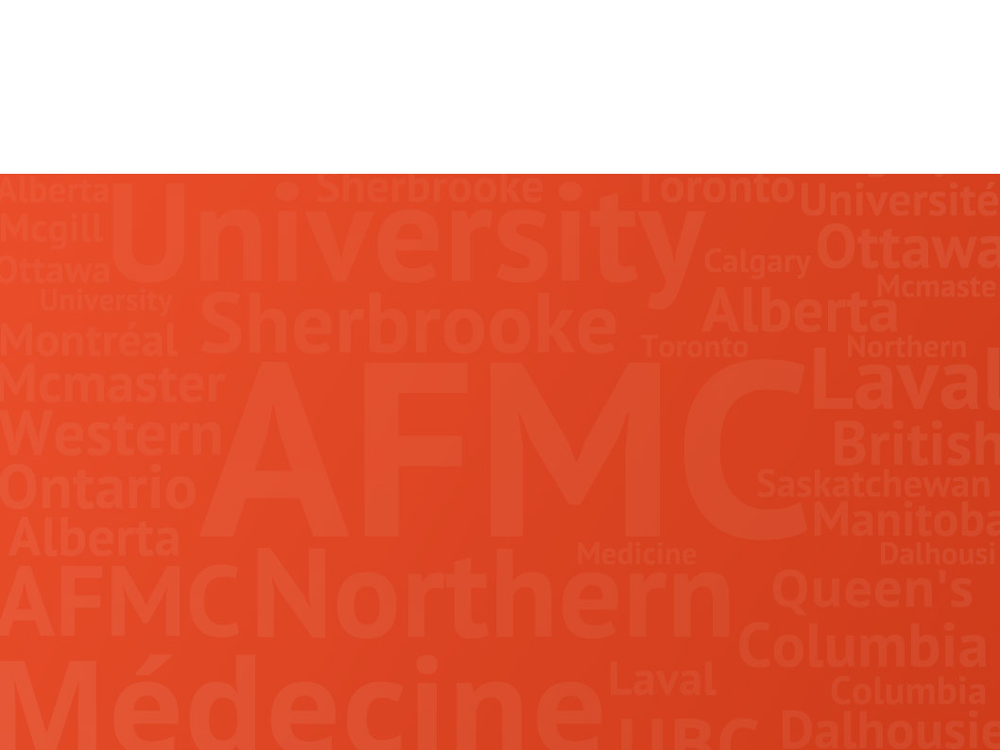 Alberta
Sherbrooke
Toronto
Université
University
Mcgill
Ottawa
Calgary
Ottawa
University
Mcmaste
Sherbrooke
Alberta
Montréal
Toronto
Northern
Mcmaster
AFMC
Laval
Western
British
Ontario
Saskatchewan
Alberta
Manitoba
Medicine
Dalhousi
AFMC
Northern
Queen's
Columbia
Médecine
Laval
Columbia
UBC
Dalhousie